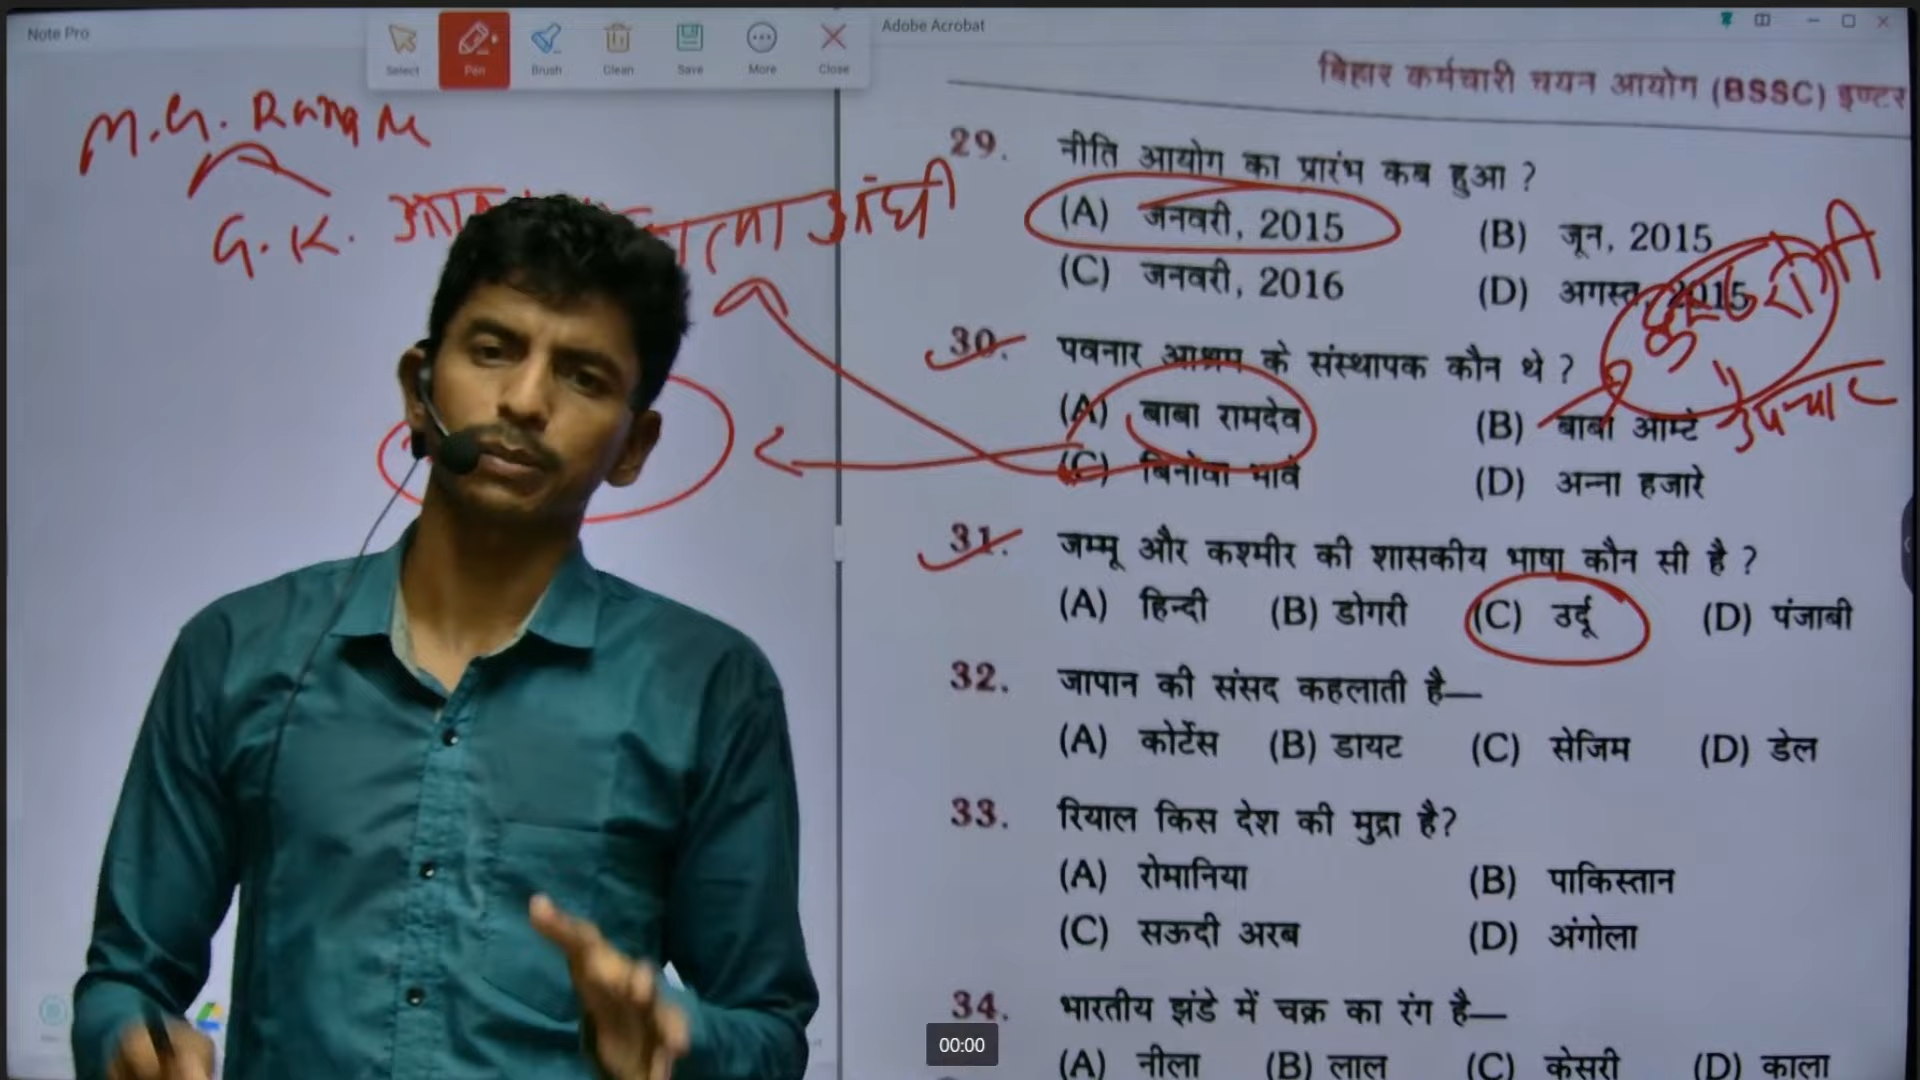 Note Pro
Select Pen Brush Clean Save More Close
Adobe Acrobat
M.G. Raman
G.K.
गांधी
बिहार कर्मचारी चयन आयोग (BSSC) इण्टर
29. नीति आयोग का प्रारंभ कब हुआ ?
(A) जनवरी, 2015 (B) जून, 2015
(C) जनवरी, 2016 (D) अगस्त, 2015
कुष्ठ रोगी
उपचार
30. पवनार आश्रम के संस्थापक कौन थे ?
(A) बाबा रामदेव (B) बाबा आम्टे
(C) बिनोवा भावे (D) अन्ना हजारे
31. जम्मू और कश्मीर की शासकीय भाषा कौन सी है ?
(A) हिन्दी (B) डोगरी (C) उर्दू (D) पंजाबी
32. जापान की संसद कहलाती है—
(A) कोर्टेस (B) डायट (C) सेजिम (D) डेल
33. रियाल किस देश की मुद्रा है?
(A) रोमानिया (B) पाकिस्तान
(C) सऊदी अरब (D) अंगोला
34. भारतीय झंडे में चक्र का रंग है—
(A) नीला (B) लाल (C) केसरी (D) काला
00:00